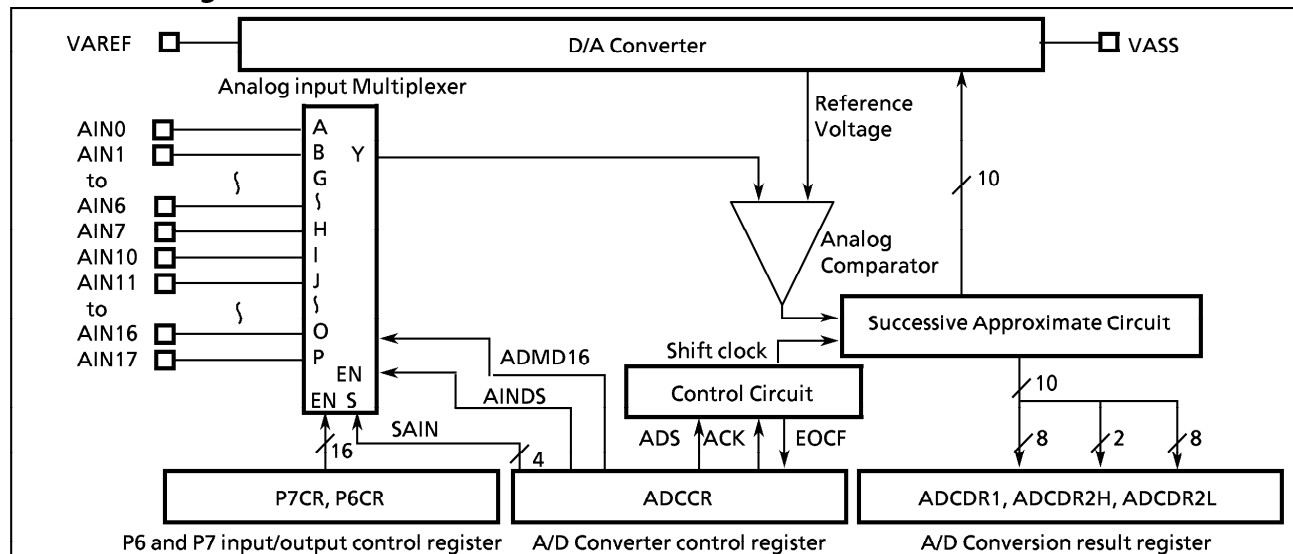 VAREF
D/A Converter
VASS
Analog input Multiplexer
Reference
Voltage
AIN0
A
AIN1
B
Y
to
G
10
AIN6
AIN7
H
AIN10
I
AIN11
J
to
AIN16
O
AIN17
P
Analog
Comparator
Successive Approximate Circuit
ADMD16
Shift clock
EN
AINDS
Control Circuit
10
EN S
SAIN
ADS
ACK
EOCF
16
4
8
2
8
P7CR, P6CR
ADCCR
ADCDR1, ADCDR2H, ADCDR2L
P6 and P7 input/output control register
A/D Converter control register
A/D Conversion result register